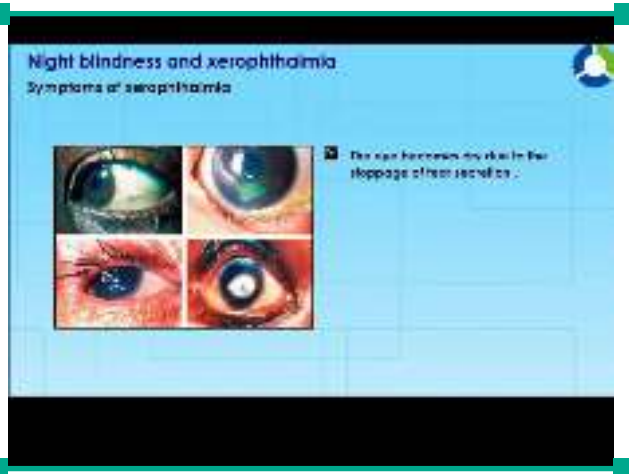 Night blindness and xerophthalmia
Symptoms of xerophthalmia
The eye becomes dry due to the
stoppage of tear secretion .